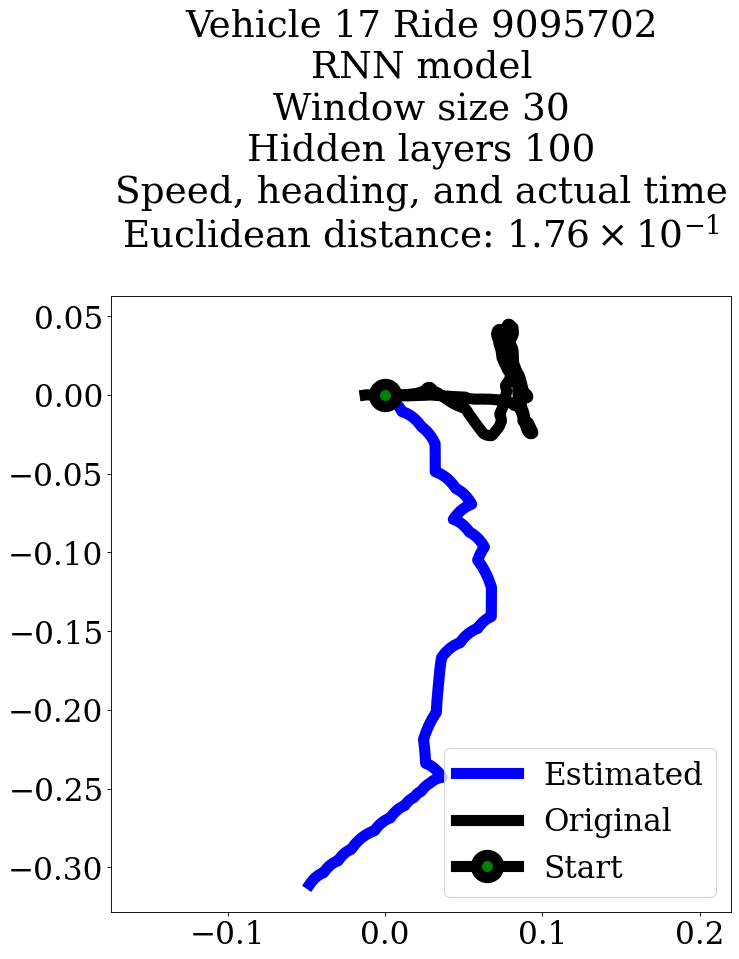 Vehicle 17 Ride 9095702
RNN model
Window size 30
Hidden layers 100
Speed, heading, and actual time
Euclidean distance: 1.76 × 10⁻¹
0.05
0.00
−0.05
−0.10
−0.15
−0.20
−0.25
−0.30
Estimated
Original
Start
−0.1 0.0 0.1 0.2